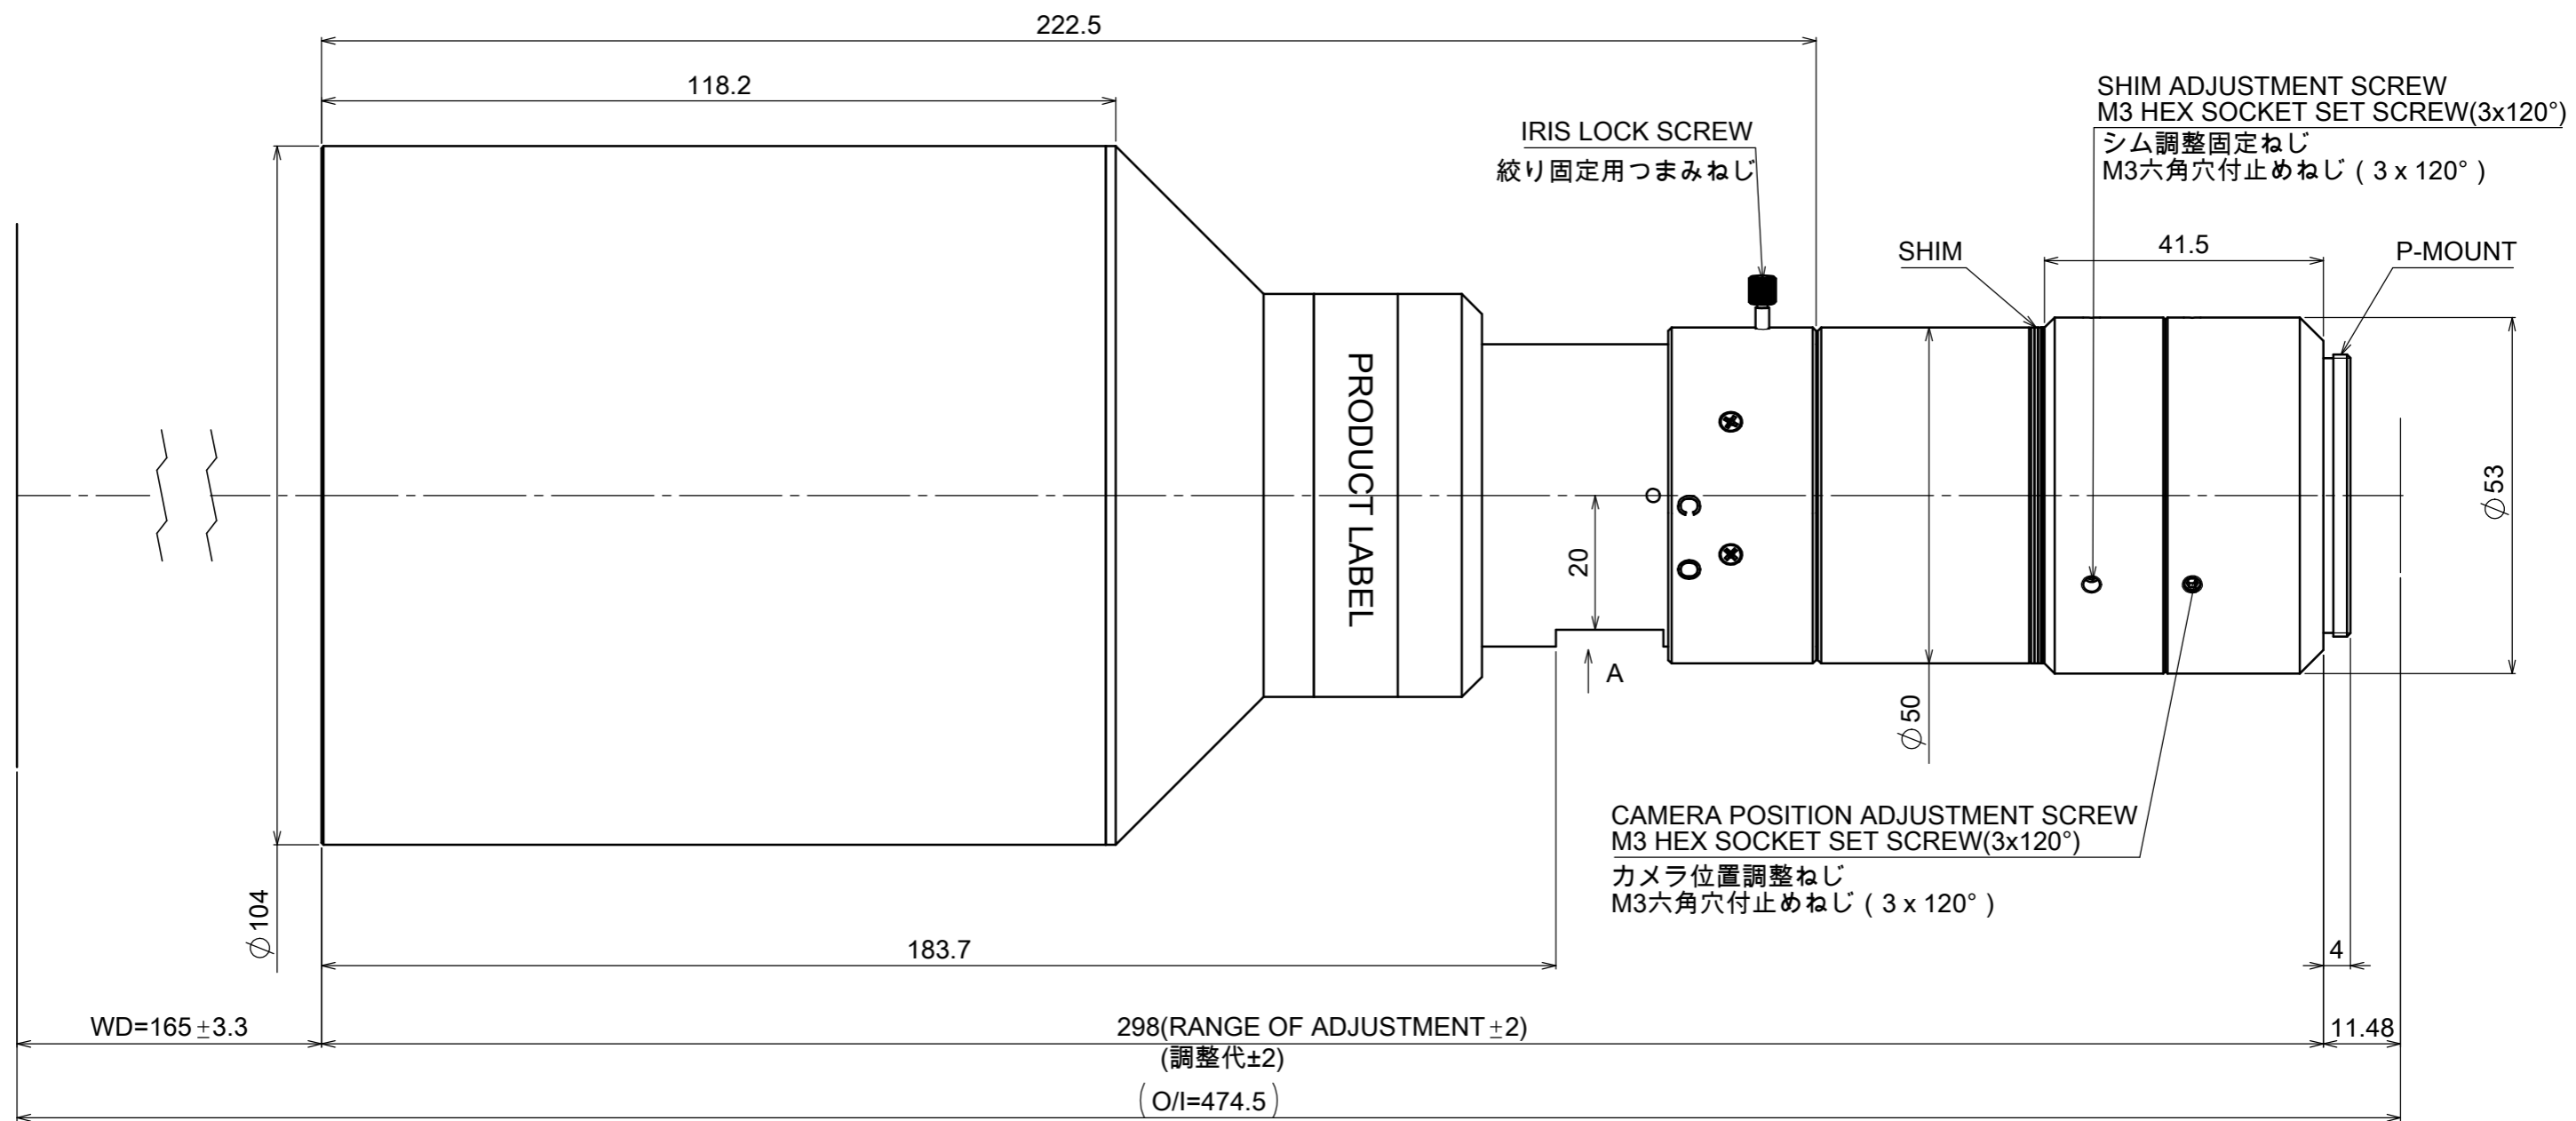 222.5
118.2
SHIM ADJUSTMENT SCREW
M3 HEX SOCKET SET SCREW(3x120°)
シム調整固定ねじ
M3六角穴付止めねじ ( 3 x 120° )
IRIS LOCK SCREW
絞り固定用つまみねじ
SHIM
41.5
P-MOUNT
PRODUCT LABEL
C
O
20
A
⌀50
⌀53
⌀104
CAMERA POSITION ADJUSTMENT SCREW
M3 HEX SOCKET SET SCREW(3x120°)
カメラ位置調整ねじ
M3六角穴付止めねじ ( 3 x 120° )
183.7
4
WD=165±3.3
298(RANGE OF ADJUSTMENT±2)
(調整代±2)
11.48
(O/I=474.5)